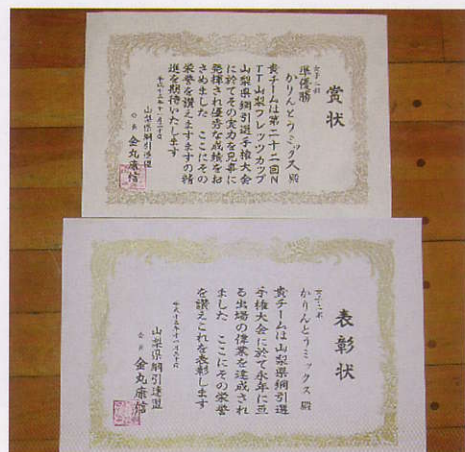 賞状
女子二部
準優勝
かりんとうミックス 殿
貴チームは第二十二回N
TT山梨フレッツカップ
山梨県綱引選手権大会
に於てその実力を見事に
発揮され優秀な成績をお
さめました ここにその
栄誉を讃えますますの精
進を期待いたします
山梨県綱引連盟
会長 金丸康信
表彰状
かりんとうミックス 殿
貴チームは山梨県綱引選
手権大会に於て永年に亘
る出場の偉業を達成され
ました ここにその栄誉
を讃えこれを表彰します
山梨県綱引連盟
会長 金丸康信